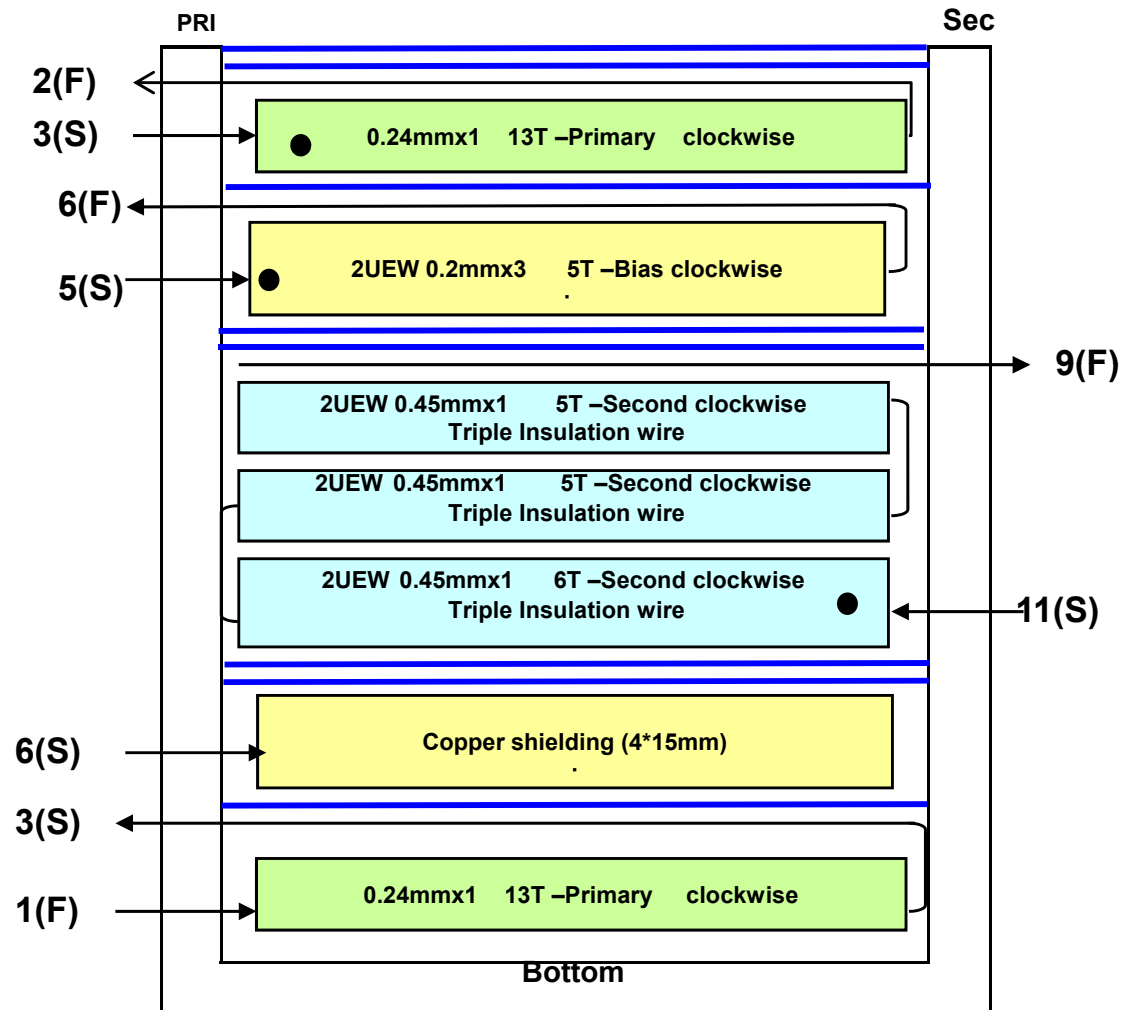 PRI
Sec
2(F)
3(S)
0.24mmx1 13T –Primary clockwise
6(F)
5(S)
2UEW 0.2mmx3 5T –Bias clockwise
.
9(F)
2UEW 0.45mmx1 5T –Second clockwise
Triple Insulation wire
2UEW 0.45mmx1 5T –Second clockwise
Triple Insulation wire
2UEW 0.45mmx1 6T –Second clockwise
Triple Insulation wire
11(S)
6(S)
Copper shielding (4*15mm)
.
3(S)
1(F)
0.24mmx1 13T –Primary clockwise
Bottom